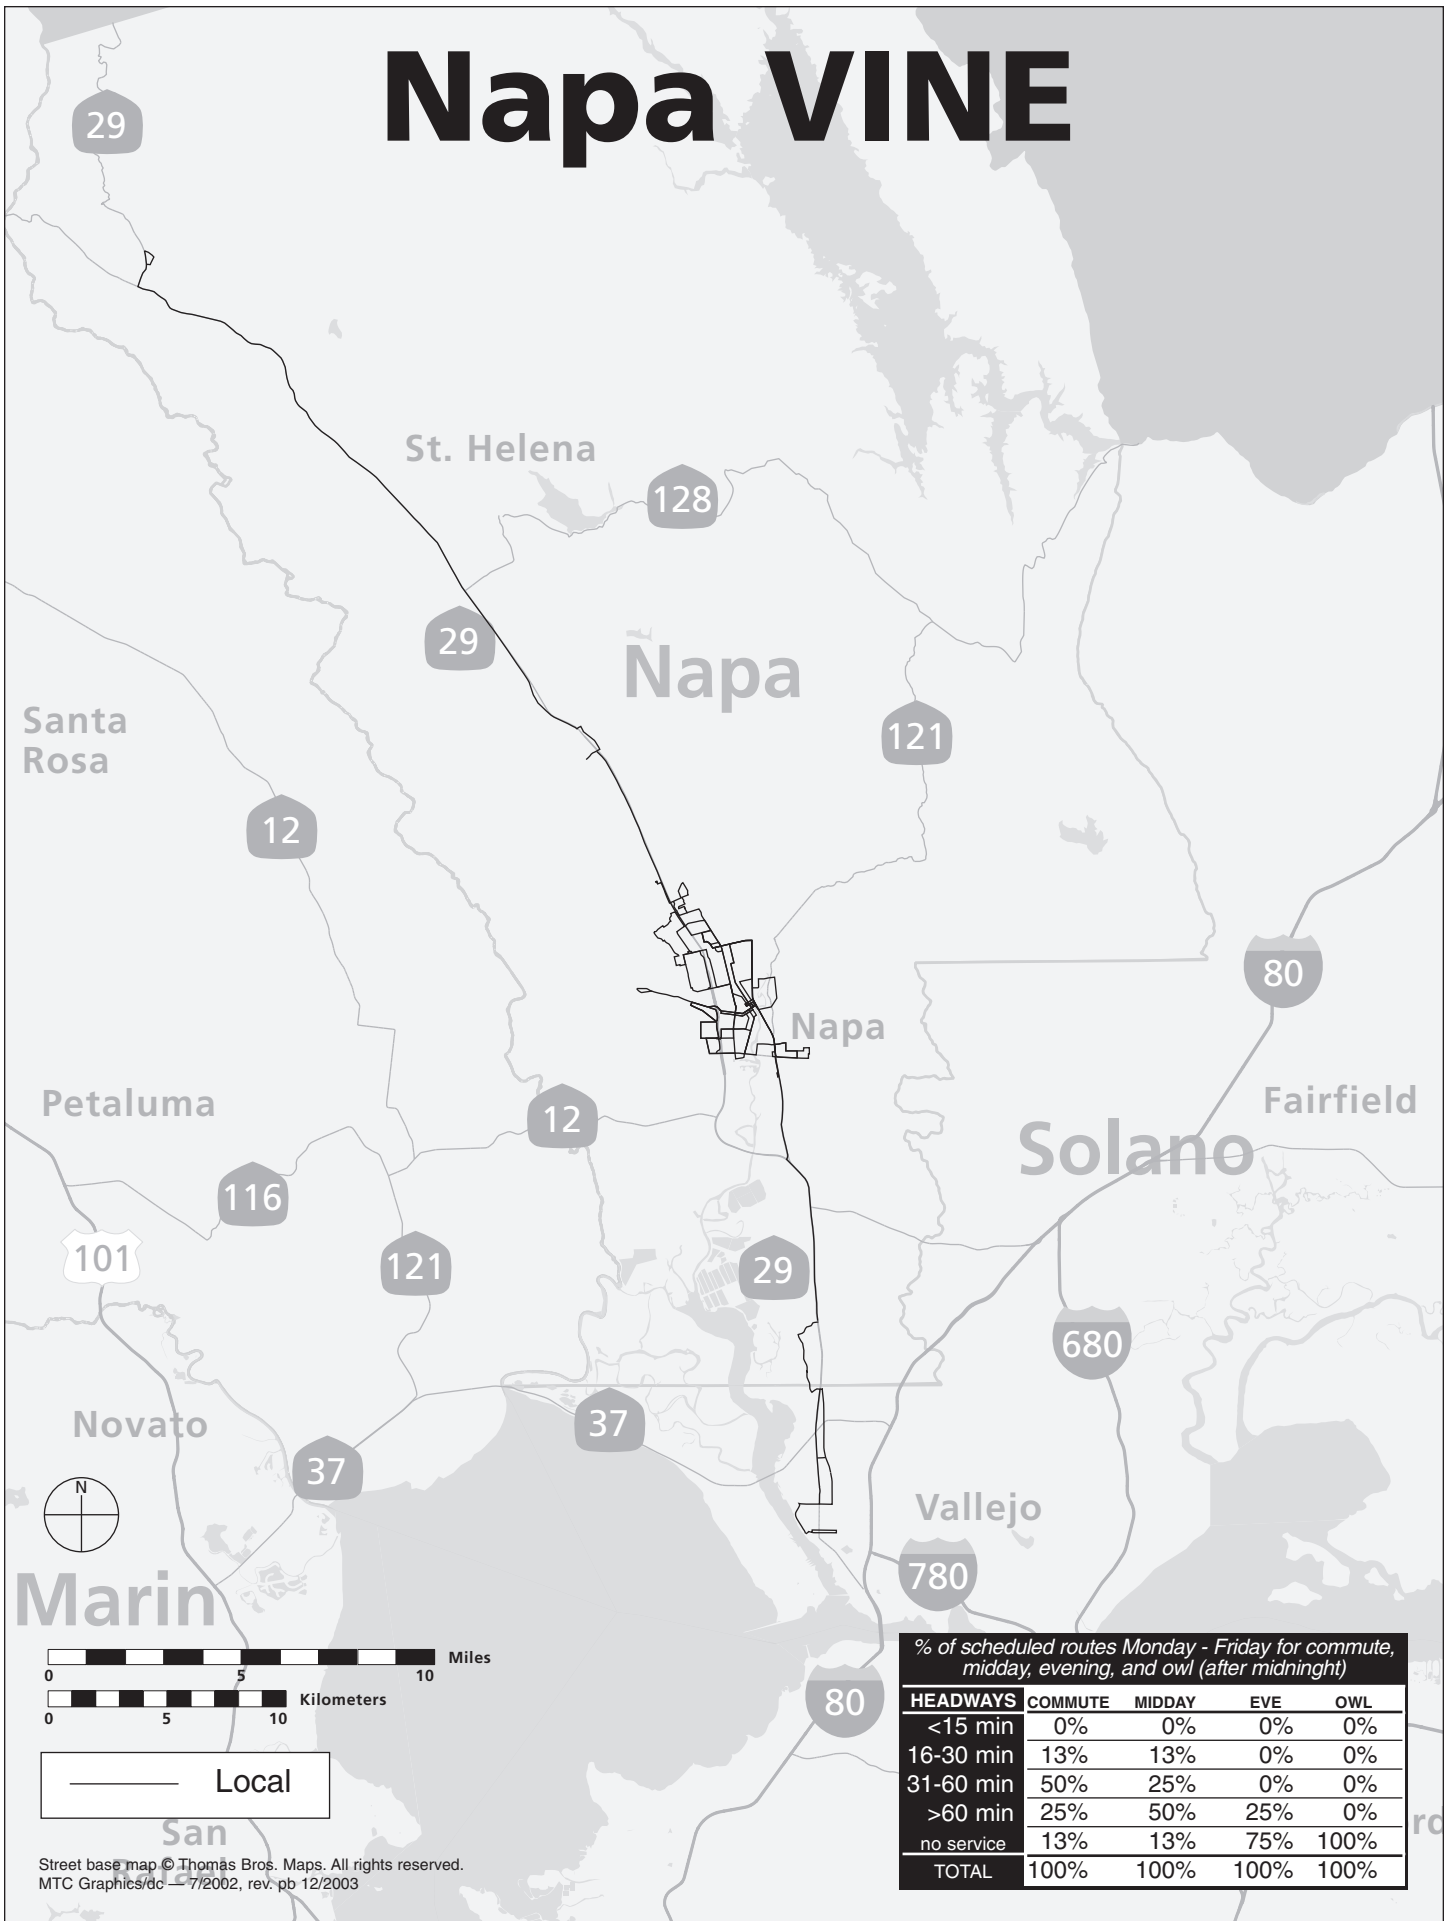 Napa VINE
29
St. Helena
128
29
Napa
Santa
Rosa
121
12
80
Napa
Petaluma
12
Fairfield
Solano
116
101
121
29
680
Novato
37
37
N
Vallejo
780
Marin
Miles
0 5 10
Kilometers
0 5 10
80
Local
San
Rafael
Street base map © Thomas Bros. Maps. All rights reserved.
MTC Graphics/dc — 7/2002, rev. pb 12/2003
% of scheduled routes Monday - Friday for commute,
midday, evening, and owl (after midninght)
HEADWAYS COMMUTE MIDDAY EVE OWL
<15 min 0% 0% 0% 0%
16-30 min 13% 13% 0% 0%
31-60 min 50% 25% 0% 0%
>60 min 25% 50% 25% 0%
no service 13% 13% 75% 100%
TOTAL 100% 100% 100% 100%